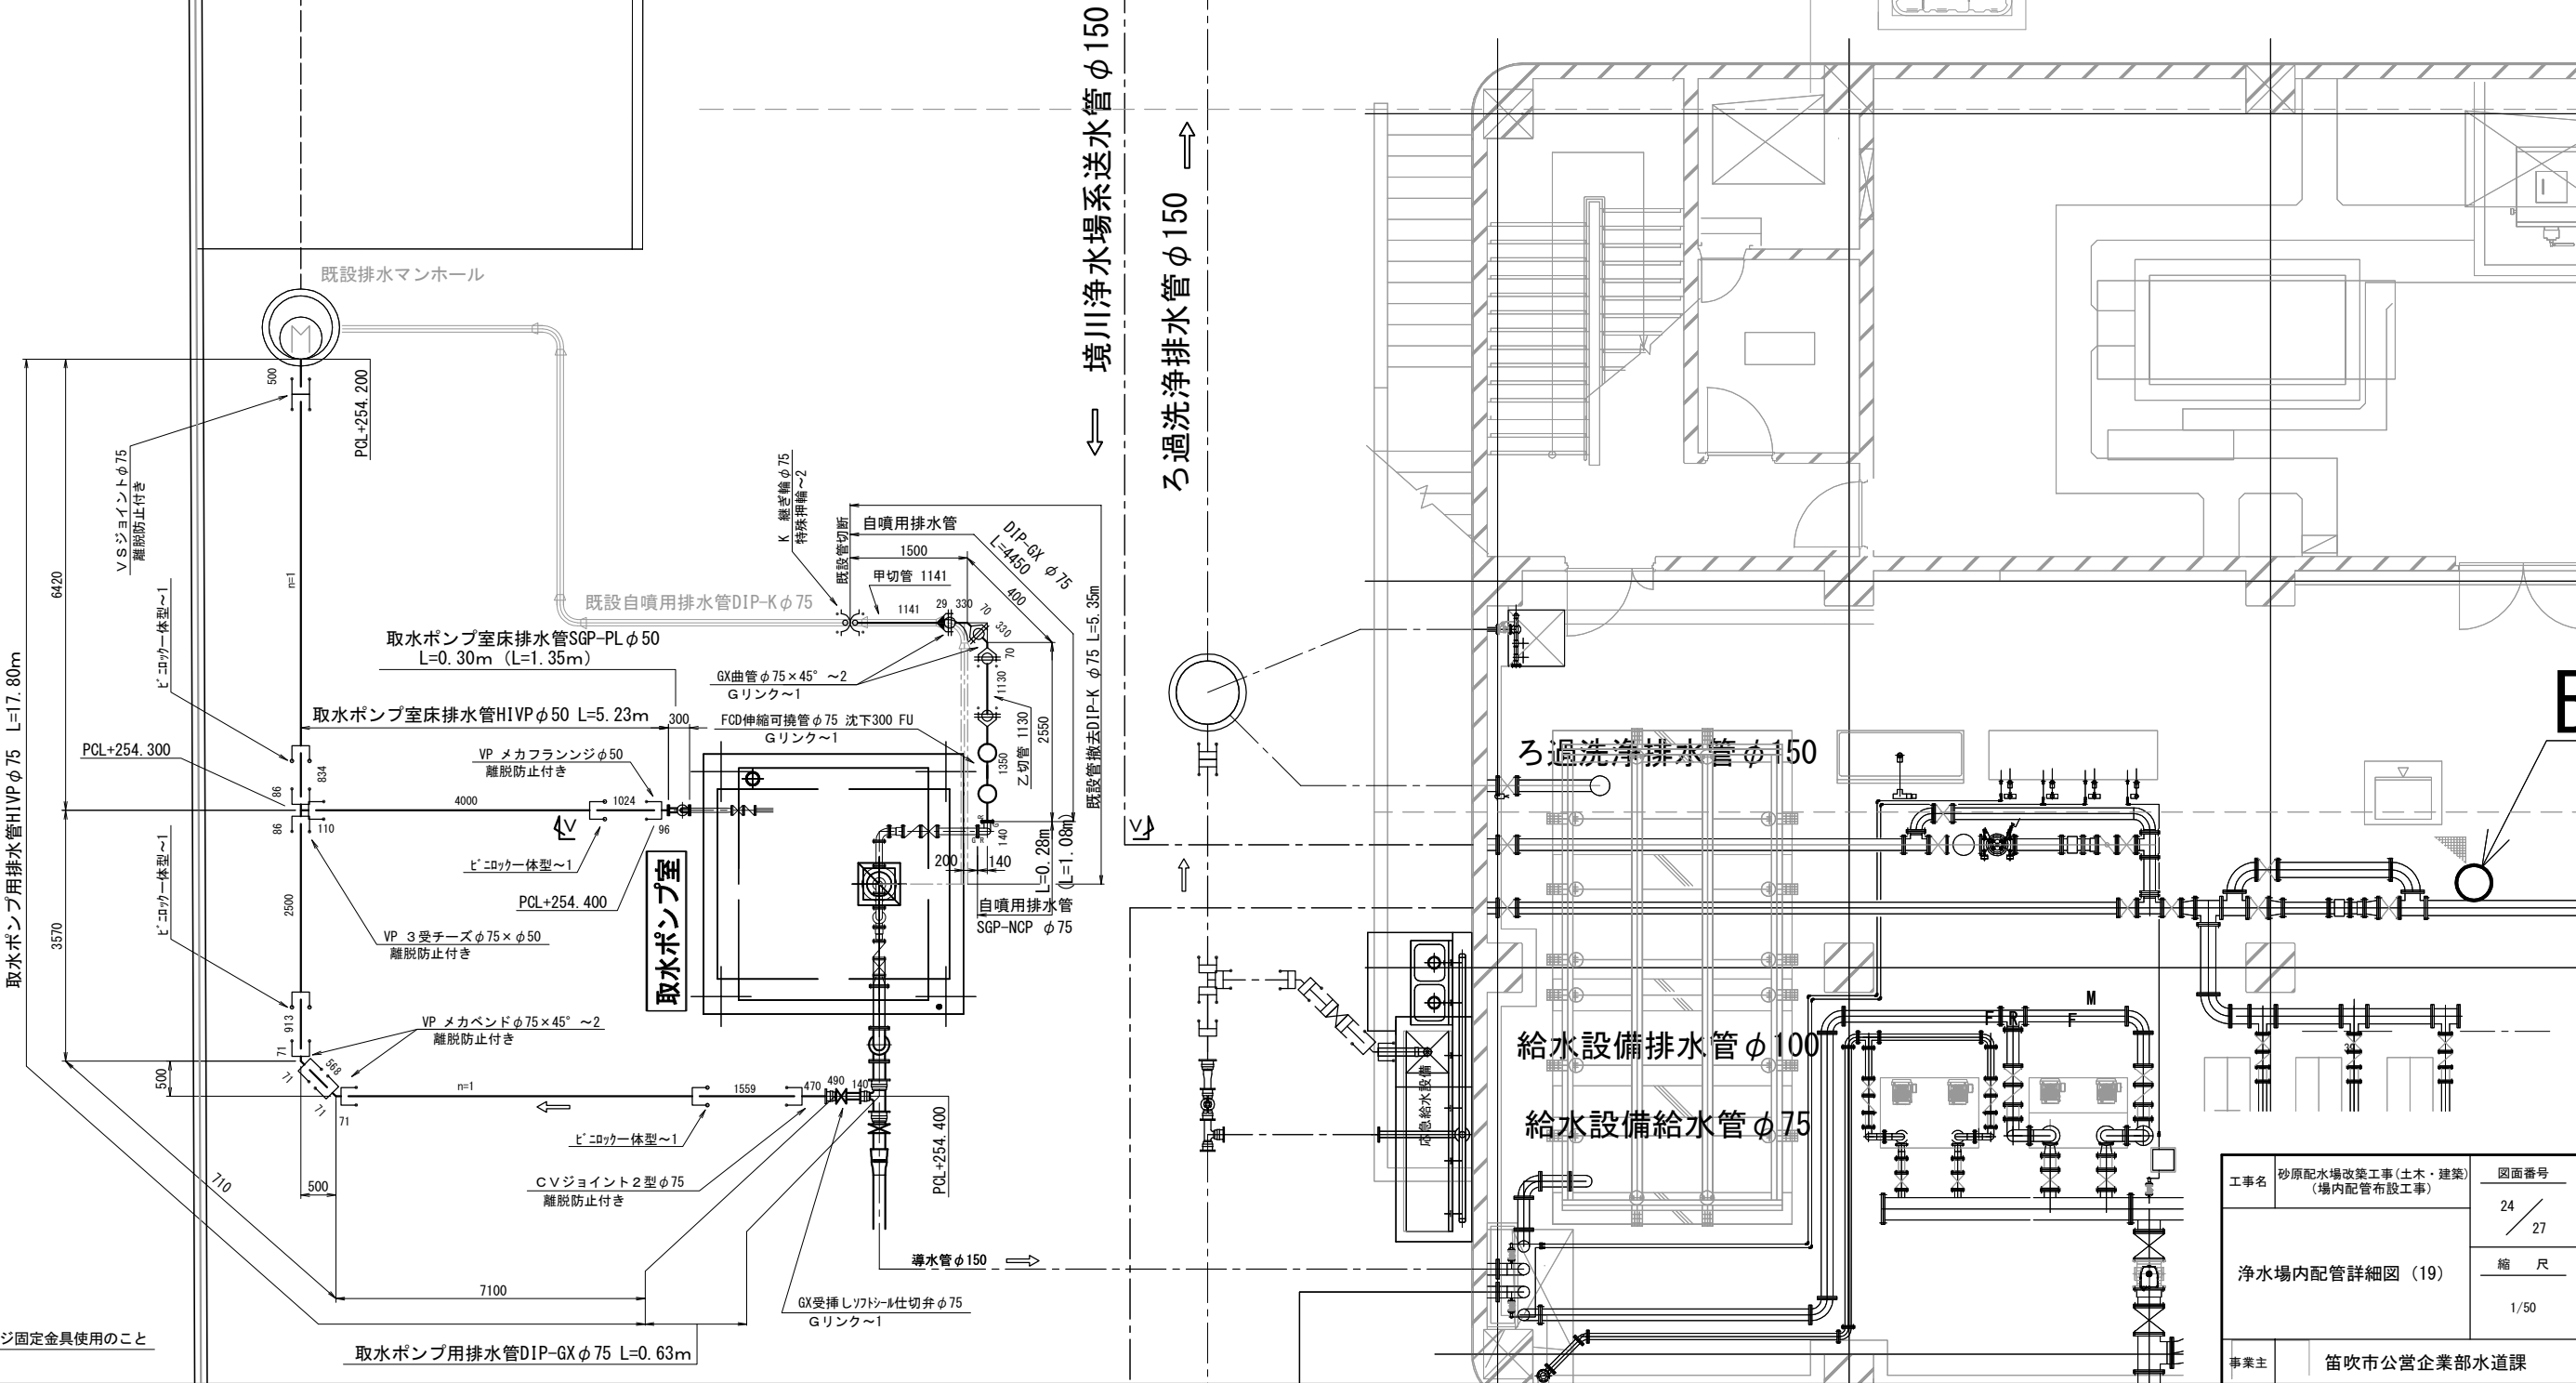 境川浄水場系送水管φ150
ろ過洗浄排水管φ150
既設排水マンホール
500
PCL+254.200
VSジョイントφ75
離脱防止付き
6420
n=1
ビニロック一体型～1
取水ポンプ用排水管HIVPφ75 L=17.80m
既設自噴用排水管DIP-Kφ75
K 継ぎ輪φ75
特殊押輪～2
既設管切断
自噴用排水管
DIP-GX φ75
L=4450
1500
甲切管 1141
400
1141
29
330
70
330
70
取水ポンプ室床排水管SGP-PLφ50
L=0.30m (L=1.35m)
GX曲管φ75×45° ～2
Gリンク～1
1130
既設管撤去DIP-K φ75 L=5.35m
取水ポンプ室床排水管HIVPφ50 L=5.23m
300
FCD伸縮可撓管φ75 沈下300 FU
Gリンク～1
2550
乙切管 1130
1350
PCL+254.300
VP メカフランンジφ50
離脱防止付き
834
86
4000
1024
86
110
96
V
V
ビニロック一体型～1
ビニロック一体型～1
PCL+254.400
取水ポンプ室
200
140
140
L=0.28m
(L=1.08m)
自噴用排水管
SGP-NCP φ75
3570
2500
VP 3受チーズφ75×φ50
離脱防止付き
913
71
VP メカベンドφ75×45° ～2
離脱防止付き
500
568
71
71
71
n=1
1559
470
490
140
ビニロック一体型～1
CVジョイント2型φ75
離脱防止付き
PCL+254.400
710
500
7100
導水管φ150
GX受挿しソフトシール仕切弁φ75
Gリンク～1
ジ固定金具使用のこと
取水ポンプ用排水管DIP-GXφ75 L=0.63m
ろ過洗浄排水管φ150
給水設備排水管φ100
給水設備給水管φ75
応急給水設備
M
F
R
F
工事名
砂原配水場改築工事(土木・建築)
(場内配管布設工事)
図面番号
24
27
浄水場内配管詳細図 (19)
縮 尺
1/50
事業主
笛吹市公営企業部水道課